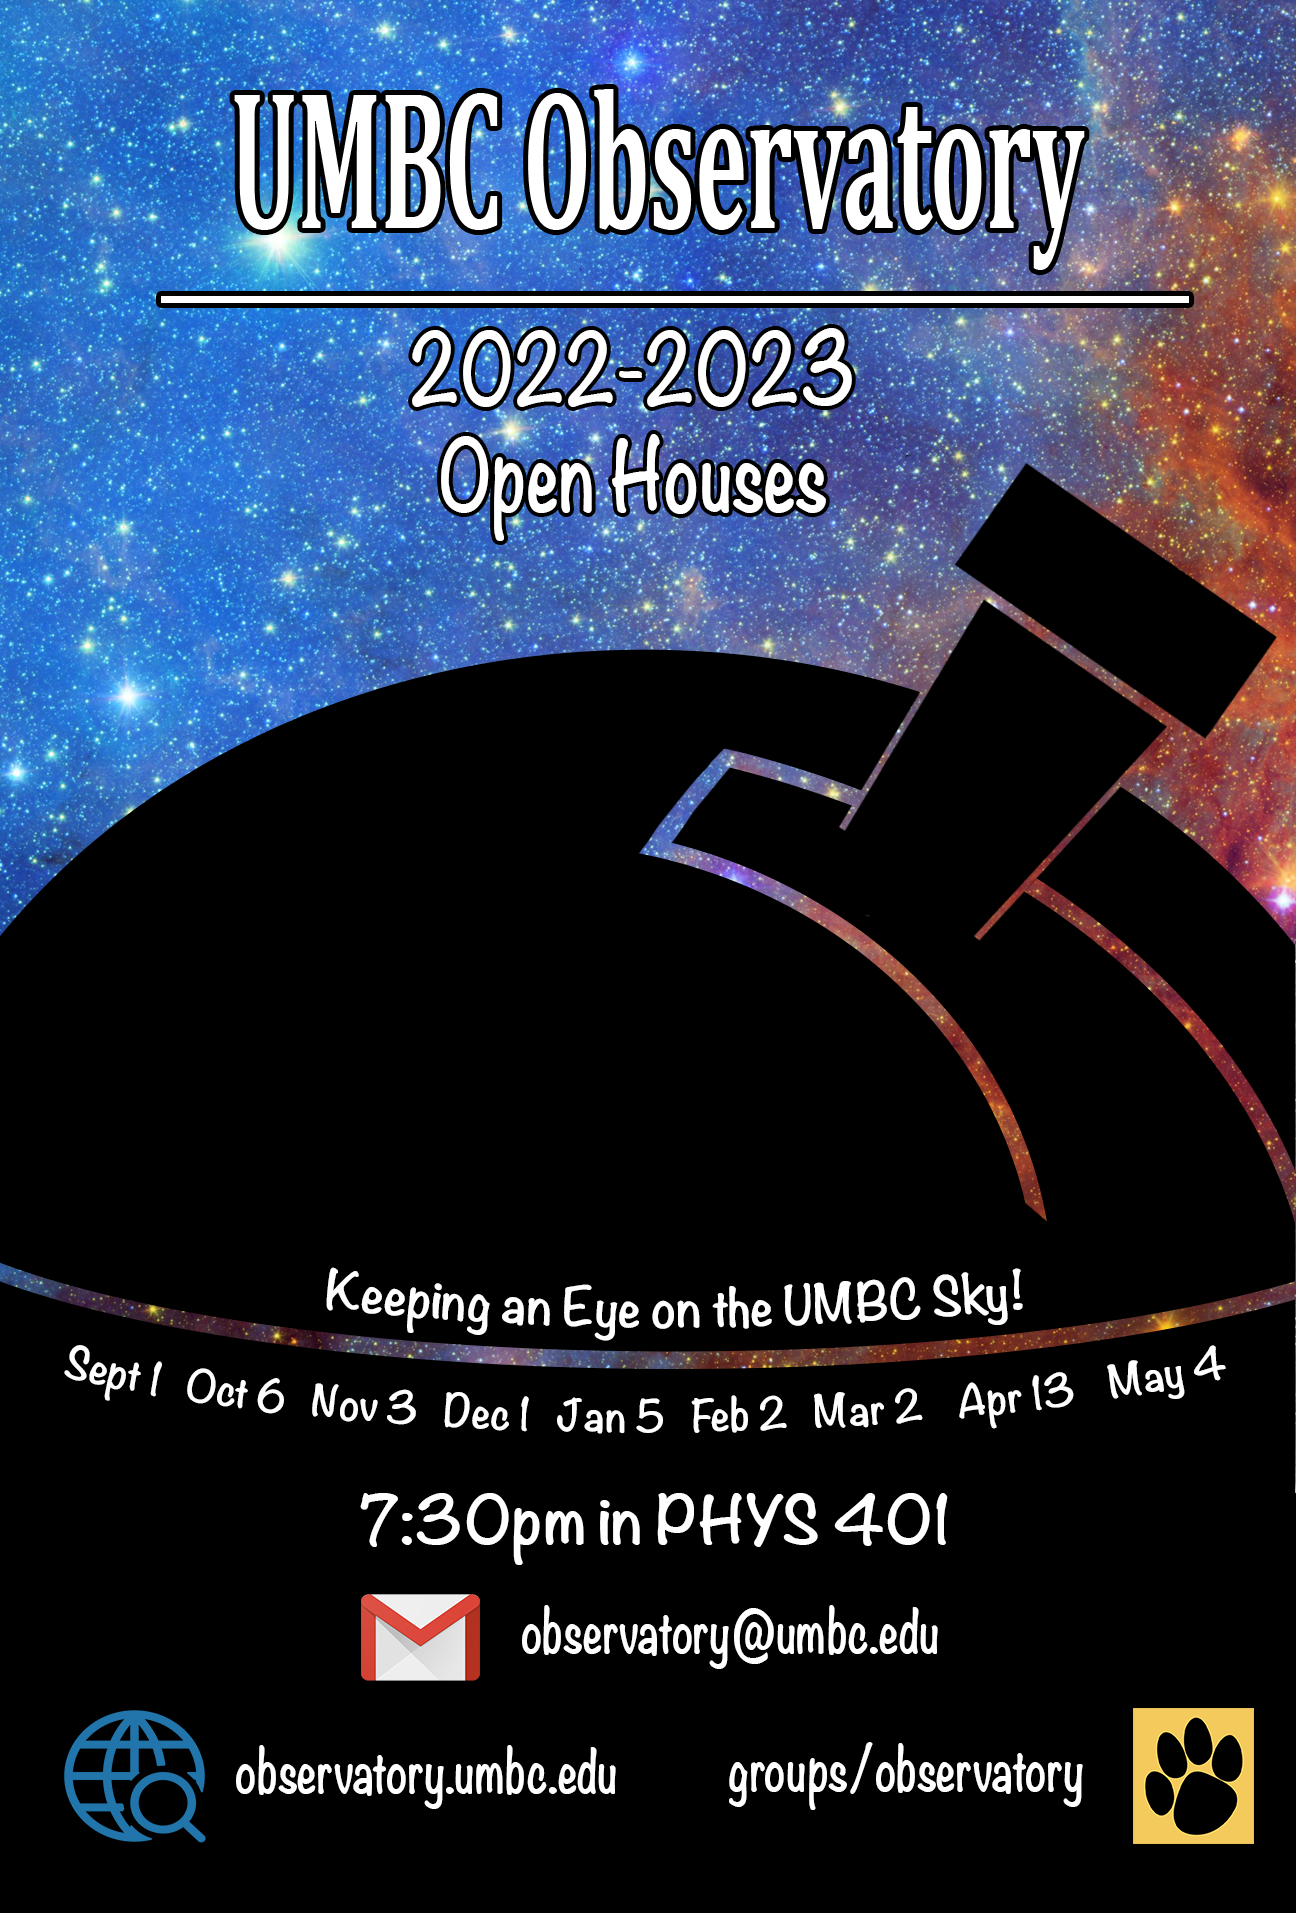 UMBC Observatory
2022-2023
Open Houses
Keeping an Eye on the UMBC Sky!
Sept 1 Oct 6 Nov 3 Dec 1 Jan 5 Feb 2 Mar 2 Apr 13 May 4
7:30pm in PHYS 401
observatory@umbc.edu
observatory.umbc.edu groups/observatory